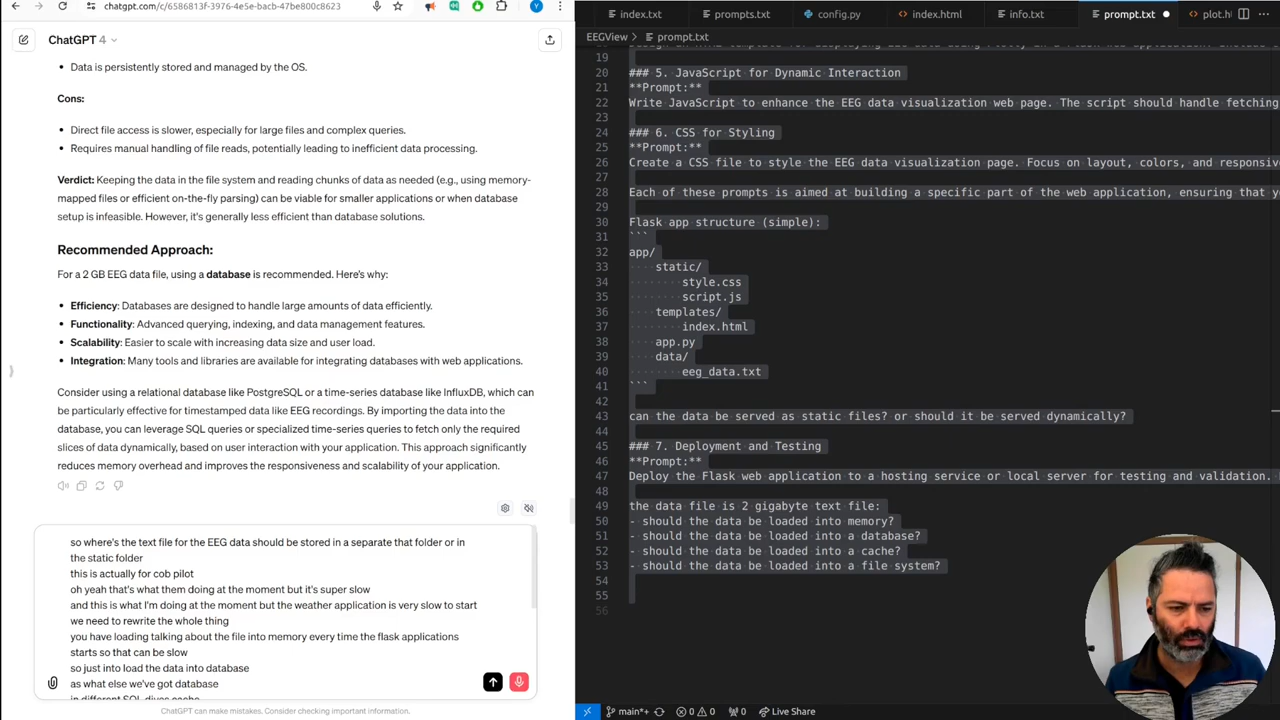 chatgpt.com/c/6586813f-3976-4e5e-bacb-47be800c8623
Y
ChatGPT 4
• Data is persistently stored and managed by the OS.
Cons:
• Direct file access is slower, especially for large files and complex queries.
• Requires manual handling of file reads, potentially leading to inefficient data processing.
Verdict: Keeping the data in the file system and reading chunks of data as needed (e.g., using memory-
mapped files or efficient on-the-fly parsing) can be viable for smaller applications or when database
setup is infeasible. However, it's generally less efficient than database solutions.
Recommended Approach:
For a 2 GB EEG data file, using a database is recommended. Here's why:
• Efficiency: Databases are designed to handle large amounts of data efficiently.
• Functionality: Advanced querying, indexing, and data management features.
• Scalability: Easier to scale with increasing data size and user load.
• Integration: Many tools and libraries are available for integrating databases with web applications.
Consider using a relational database like PostgreSQL or a time-series database like InfluxDB, which can
be particularly effective for timestamped data like EEG recordings. By importing the data into the
database, you can leverage SQL queries or specialized time-series queries to fetch only the required
slices of data dynamically, based on user interaction with your application. This approach significantly
reduces memory overhead and improves the responsiveness and scalability of your application.
so where's the text file for the EEG data should be stored in a separate that folder or in
the static folder
this is actually for cob pilot
oh yeah that's what them doing at the moment but it's super slow
and this is what I'm doing at the moment but the weather application is very slow to start
we need to rewrite the whole thing
you have loading talking about the file into memory every time the flask applications
starts so that can be slow
so just into load the data into database
as what else we've got database
in different SQL dives cache
ChatGPT can make mistakes. Consider checking important information.
index.txt prompts.txt config.py index.html info.txt prompt.txt plot.h
EEGView > prompt.txt
19
20 ### 5. JavaScript for Dynamic Interaction
21 **Prompt:**
22 Write JavaScript to enhance the EEG data visualization web page. The script should handle fetching
23
24 ### 6. CSS for Styling
25 **Prompt:**
26 Create a CSS file to style the EEG data visualization page. Focus on layout, colors, and responsive
27
28 Each of these prompts is aimed at building a specific part of the web application, ensuring that
29
30 Flask app structure (simple):
31 ```
32 app/
33 static/
34 style.css
35 script.js
36 templates/
37 index.html
38 app.py
39 data/
40 eeg_data.txt
41 ```
42
43 can the data be served as static files? or should it be served dynamically?
44
45 ### 7. Deployment and Testing
46 **Prompt:**
47 Deploy the Flask web application to a hosting service or local server for testing and validation.
48
49 the data file is 2 gigabyte text file:
50 - should the data be loaded into memory?
51 - should the data be loaded into a database?
52 - should the data be loaded into a cache?
53 - should the data be loaded into a file system?
54
55
56
main*+ 0 0 0 Live Share